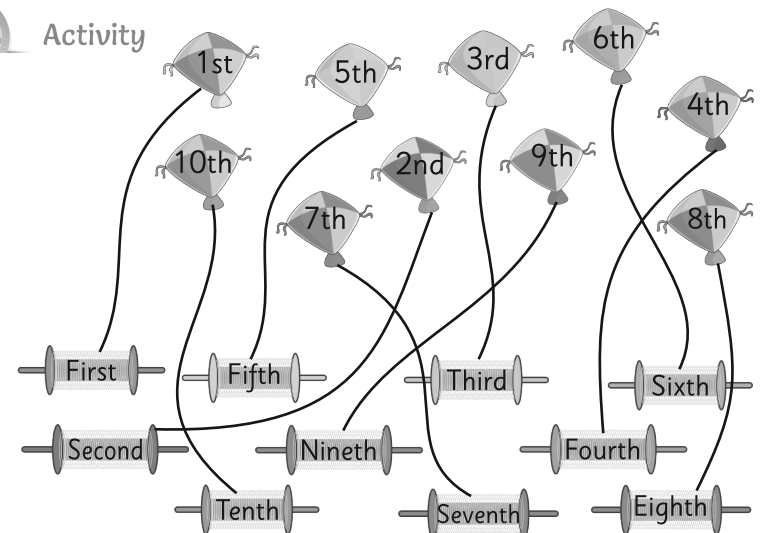 Activity
1st
5th
3rd
6th
4th
10th
2nd
9th
7th
8th
First
Fifth
Third
Sixth
Second
Nineth
Fourth
Tenth
Seventh
Eighth